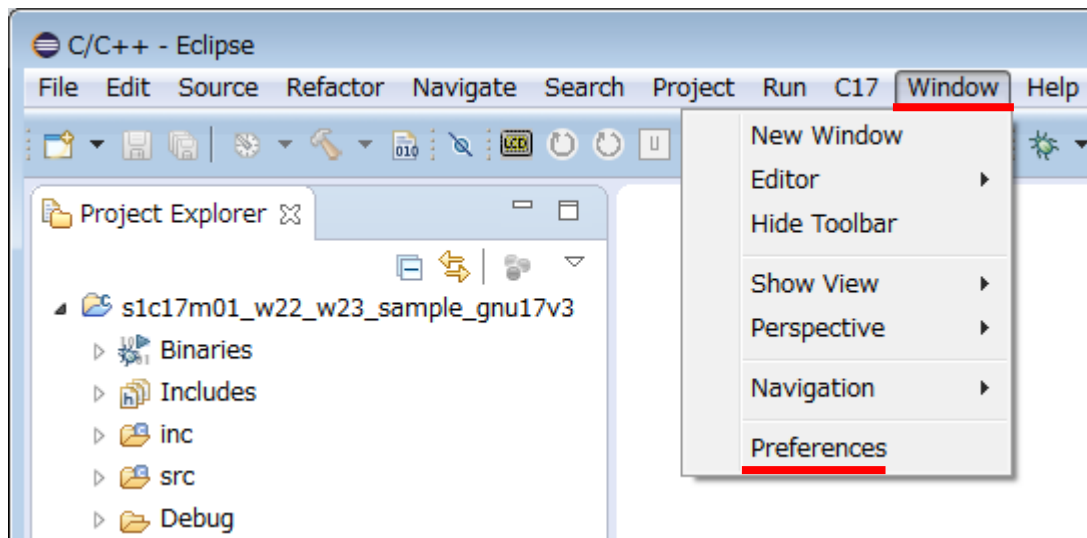 C/C++ - Eclipse
File Edit Source Refactor Navigate Search Project Run C17 Window Help
010 LCD U
Project Explorer
s1c17m01_w22_w23_sample_gnu17v3
Binaries
Includes
inc
src
Debug
New Window
Editor
Hide Toolbar
Show View
Perspective
Navigation
Preferences